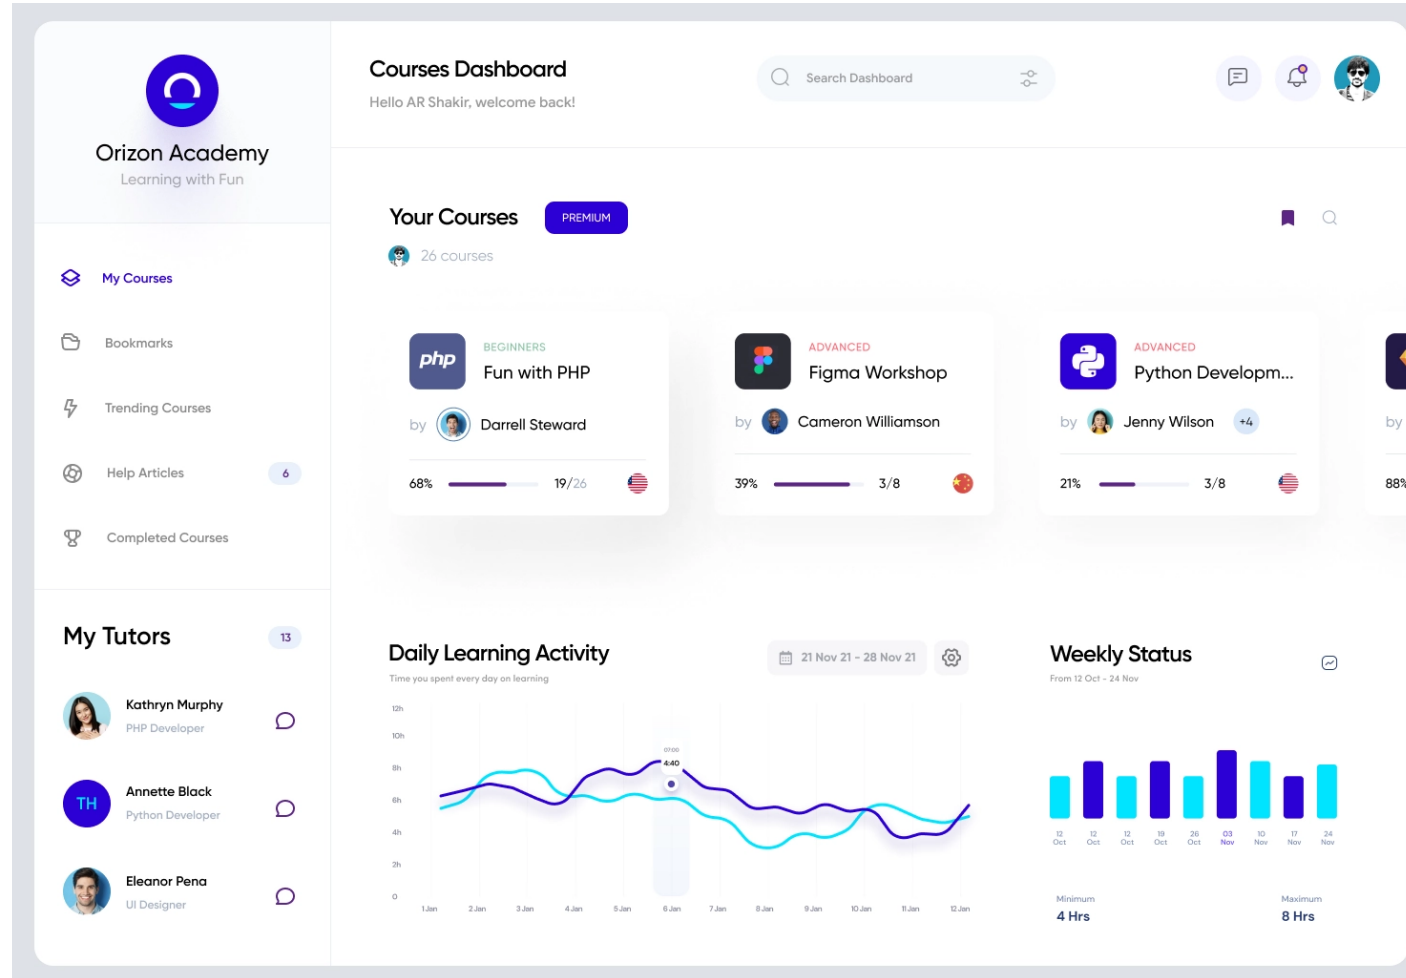 Orizon Academy
Learning with Fun
My Courses
Bookmarks
Trending Courses
Help Articles 6
Completed Courses
My Tutors 13
Kathryn Murphy
PHP Developer
TH
Annette Black
Python Developer
Eleanor Pena
UI Designer
Courses Dashboard
Hello AR Shakir, welcome back!
Search Dashboard
Your Courses PREMIUM
26 courses
php
BEGINNERS
Fun with PHP
by Darrell Steward
68% 19/26
ADVANCED
Figma Workshop
by Cameron Williamson
39% 3/8
ADVANCED
Python Developm...
by Jenny Wilson +4
21% 3/8
by
88%
Daily Learning Activity
Time you spent every day on learning
21 Nov 21 - 28 Nov 21
12h
10h
8h
6h
4h
2h
0
07:00
4:40
1 Jan 2 Jan 3 Jan 4 Jan 5 Jan 6 Jan 7 Jan 8 Jan 9 Jan 10 Jan 11 Jan 12 Jan
Weekly Status
From 12 Oct - 24 Nov
12 12 12 19 26 03 10 17 24
Oct Oct Oct Oct Oct Nov Nov Nov Nov
Minimum Maximum
4 Hrs 8 Hrs